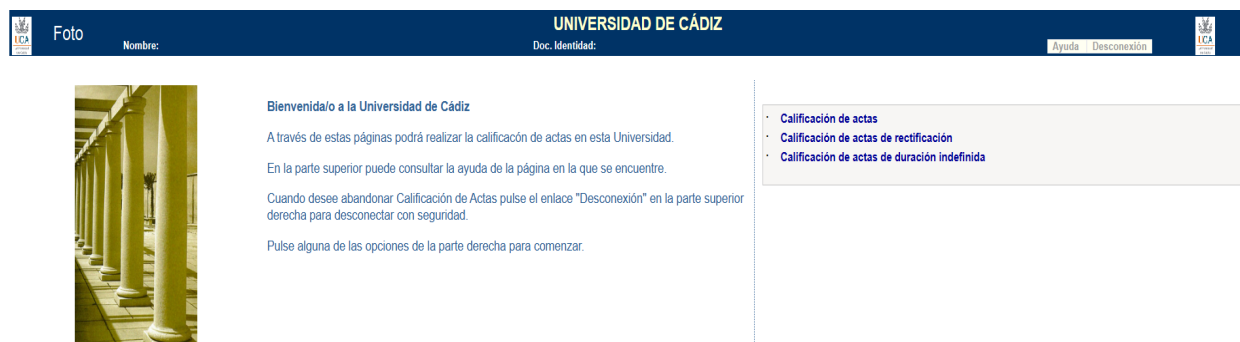 UNIVERSIDAD DE CÁDIZ
Foto
Nombre:
Doc. Identidad:
Ayuda Desconexión
UCA
UCA
Bienvenida/o a la Universidad de Cádiz
A través de estas páginas podrá realizar la calificacón de actas en esta Universidad.
En la parte superior puede consultar la ayuda de la página en la que se encuentre.
Cuando desee abandonar Calificación de Actas pulse el enlace "Desconexión" en la parte superior
derecha para desconectar con seguridad.
Pulse alguna de las opciones de la parte derecha para comenzar.
· Calificación de actas
· Calificación de actas de rectificación
· Calificación de actas de duración indefinida